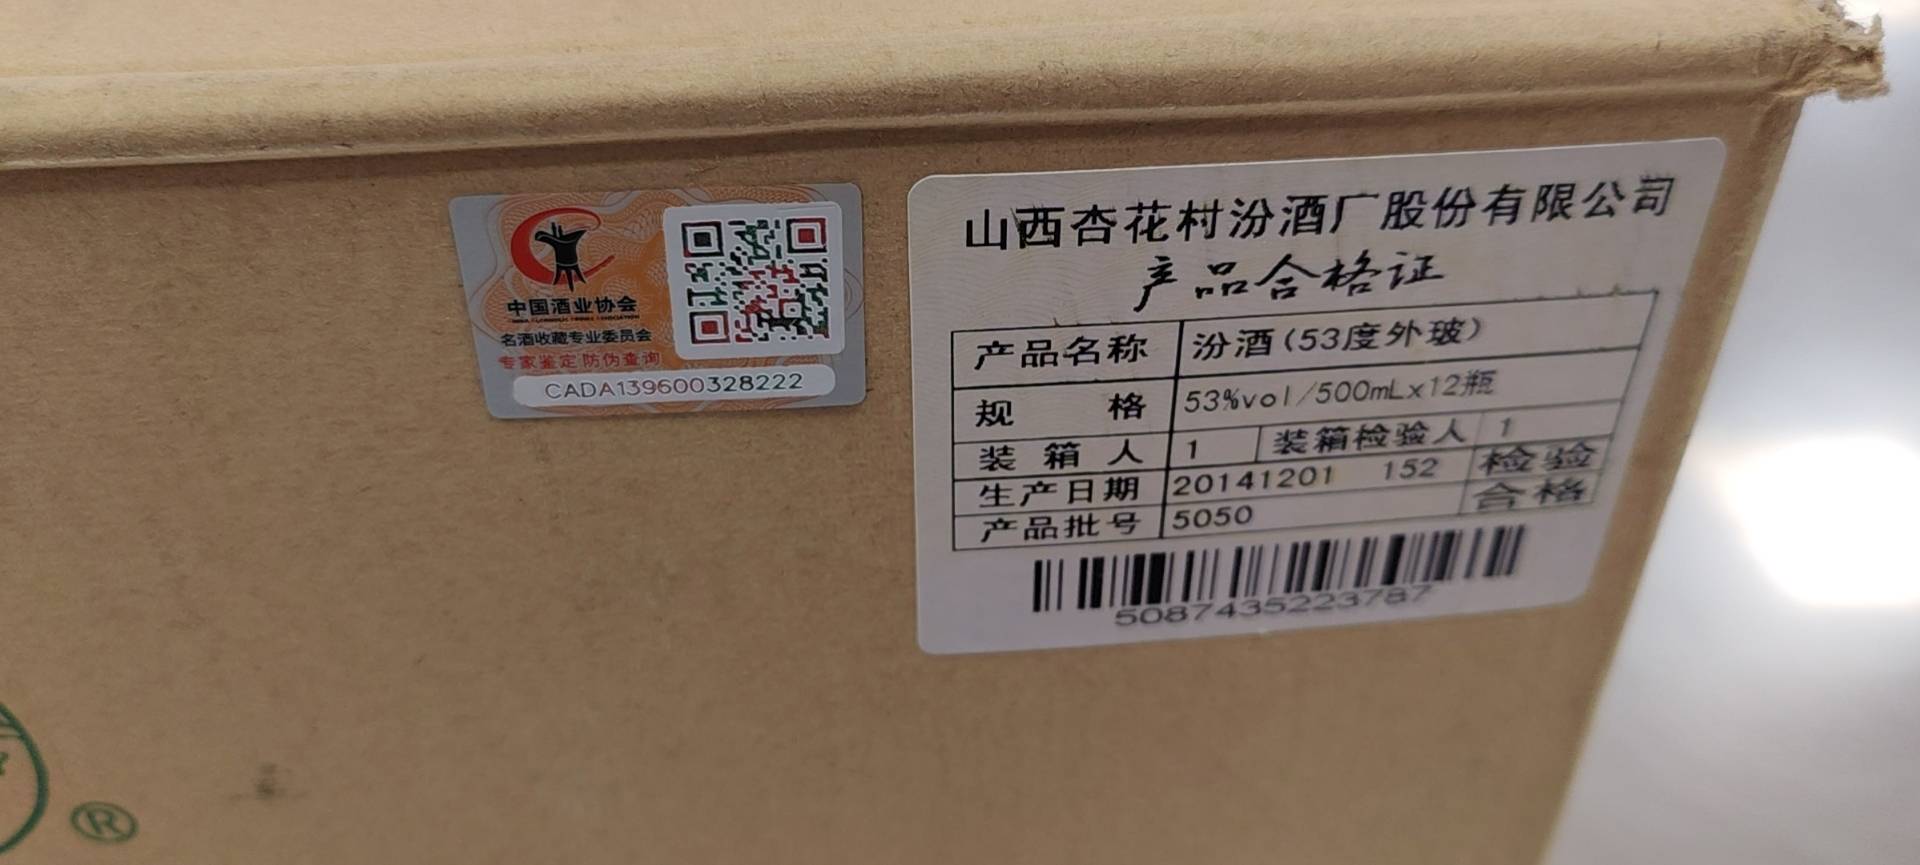 中国酒业协会
名酒收藏专业委员会
专家鉴定 防伪查询
CADA139600328222
山西杏花村汾酒厂股份有限公司
产品合格证
产品名称 汾酒(53度外玻)
规 格 53%vol/500mLx12瓶
装箱人 1 装箱检验人 1
生产日期 20141201 152 检验
产品批号 5050 合格
5087435223787
®